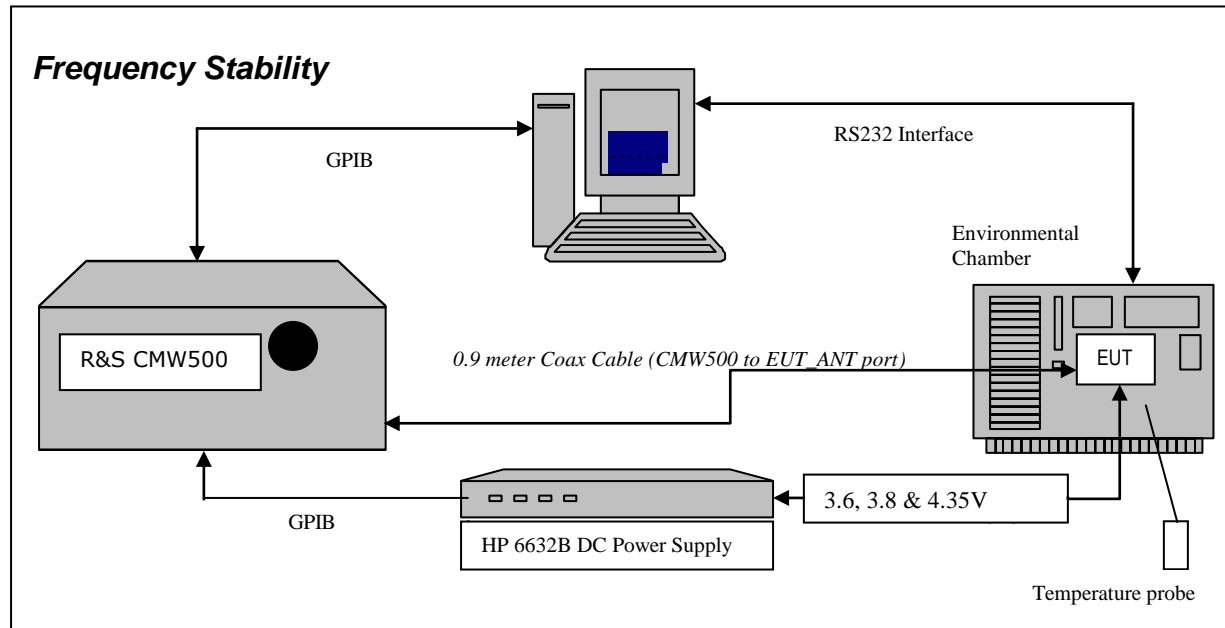 Frequency Stability
GPIB
RS232 Interface
Environmental
Chamber
R&S CMW500
0.9 meter Coax Cable (CMW500 to EUT_ANT port)
EUT
3.6, 3.8 & 4.35V
GPIB
HP 6632B DC Power Supply
Temperature probe